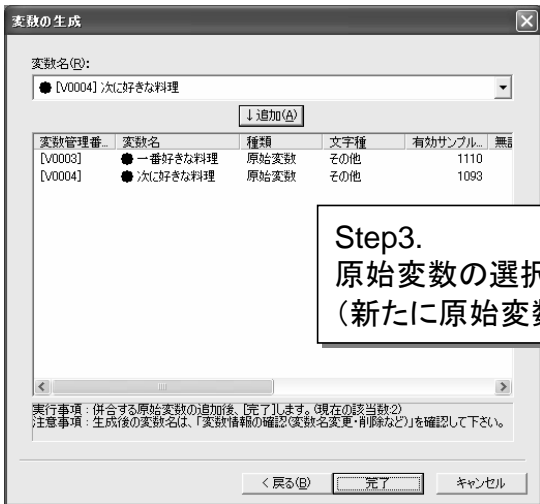 変数の生成
変数名(R):
● [V0004] 次に好きな料理
↓追加(A)
変数管理番... 変数名 種類 文字種 有効サンプル... 無
[V0003] ● 一番好きな料理 原始変数 その他 1110
[V0004] ● 次に好きな料理 原始変数 その他 1093
Step3.
原始変数の選択
(新たに原始変数
実行事項:併合する原始変数の追加後、[完了]します。(現在の該当数:2)
注意事項:生成後の変数名は、「変数情報の確認(変数名変更・削除など)」を確認して下さい。
< 戻る(B) 完了 キャンセル